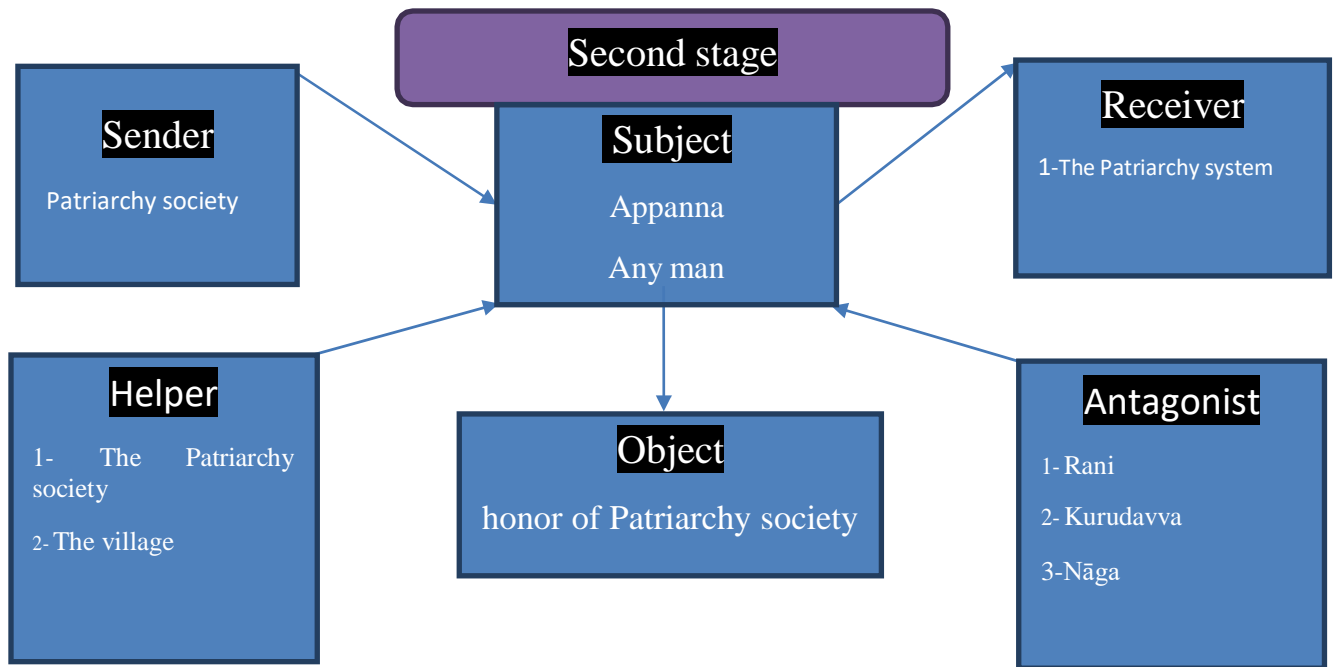 Second stage
Sender
Patriarchy society
Subject
Appanna
Any man
Receiver
1-The Patriarchy system
Helper
1- The Patriarchy
society
2- The village
Object
honor of Patriarchy society
Antagonist
1- Rani
2- Kurudavva
3-Nāga